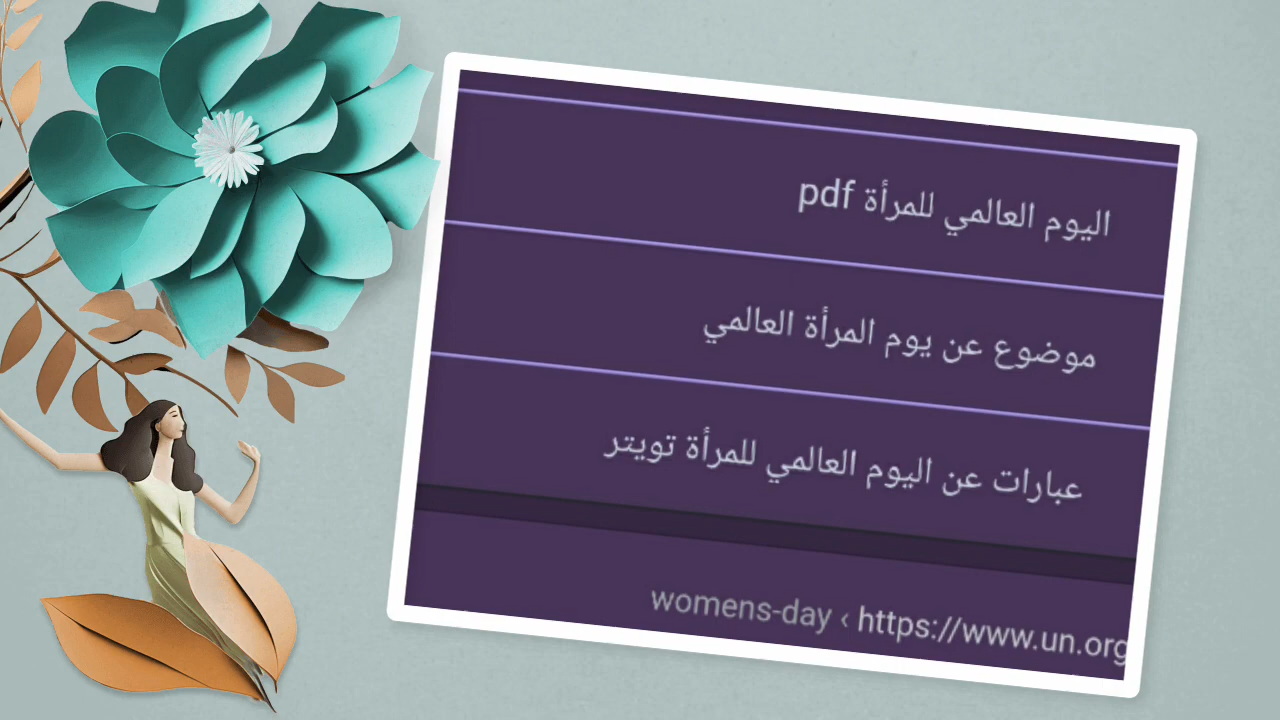 اليوم العالمي للمرأة pdf
موضوع عن يوم المرأة العالمي
عبارات عن اليوم العالمي للمرأة تويتر
https://www.un.org › womens-day